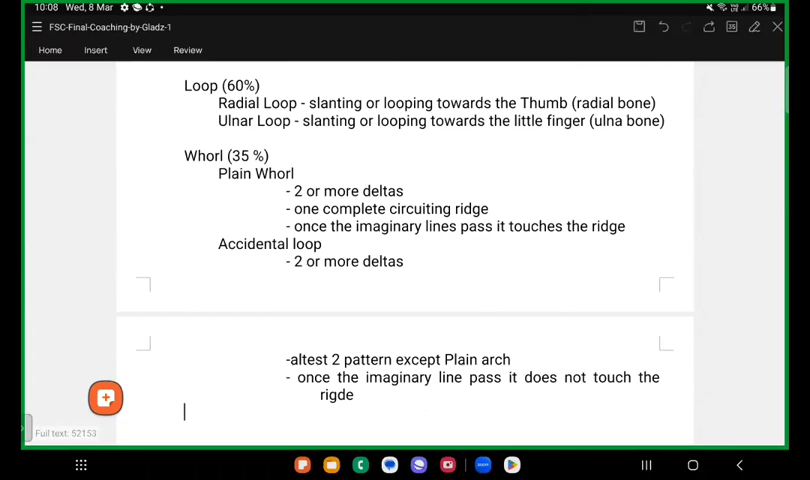 10:08 Wed, 8 Mar
66%
FSC-Final-Coaching-by-Gladz-1
35
Home Insert View Review
Loop (60%)
Radial Loop - slanting or looping towards the Thumb (radial bone)
Ulnar Loop - slanting or looping towards the little finger (ulna bone)
Whorl (35 %)
Plain Whorl
- 2 or more deltas
- one complete circuiting ridge
- once the imaginary lines pass it touches the ridge
Accidental loop
- 2 or more deltas
-altest 2 pattern except Plain arch
- once the imaginary line pass it does not touch the
rigde
Full text: 52153
zoom